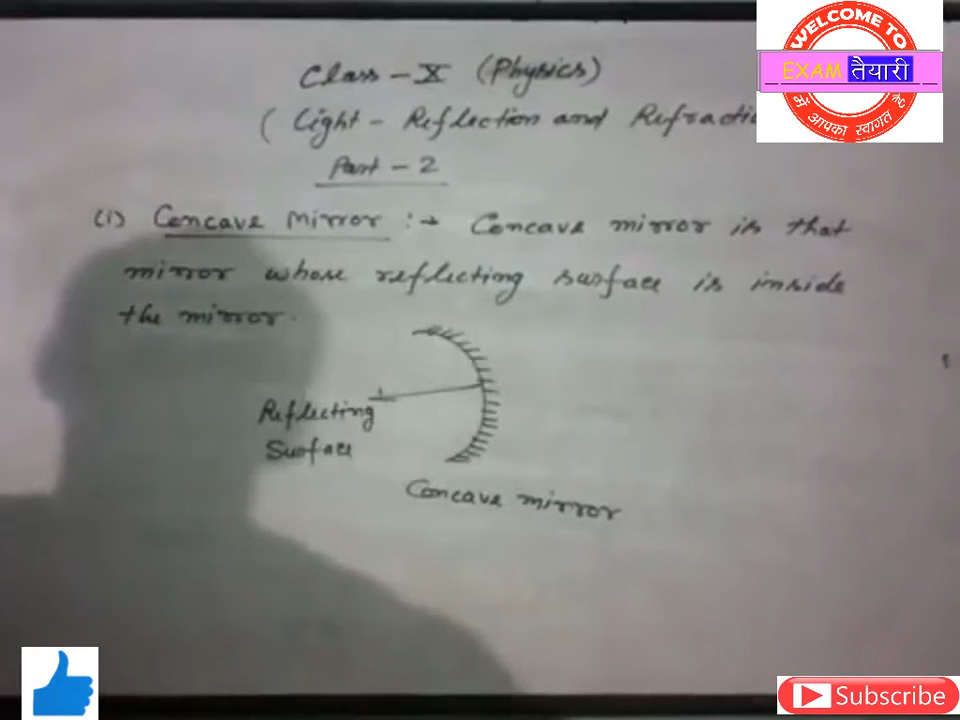 WELCOME TO
EXAM तैयारी
में आपका स्वागत है
Class - X (Physics)
( Light - Reflection and
Part - 2
(i) Concave mirror :→ Concave mirror is that
mirror whose reflecting surface is inside
the mirror.
Reflecting
Surface
Concave mirror
Subscribe